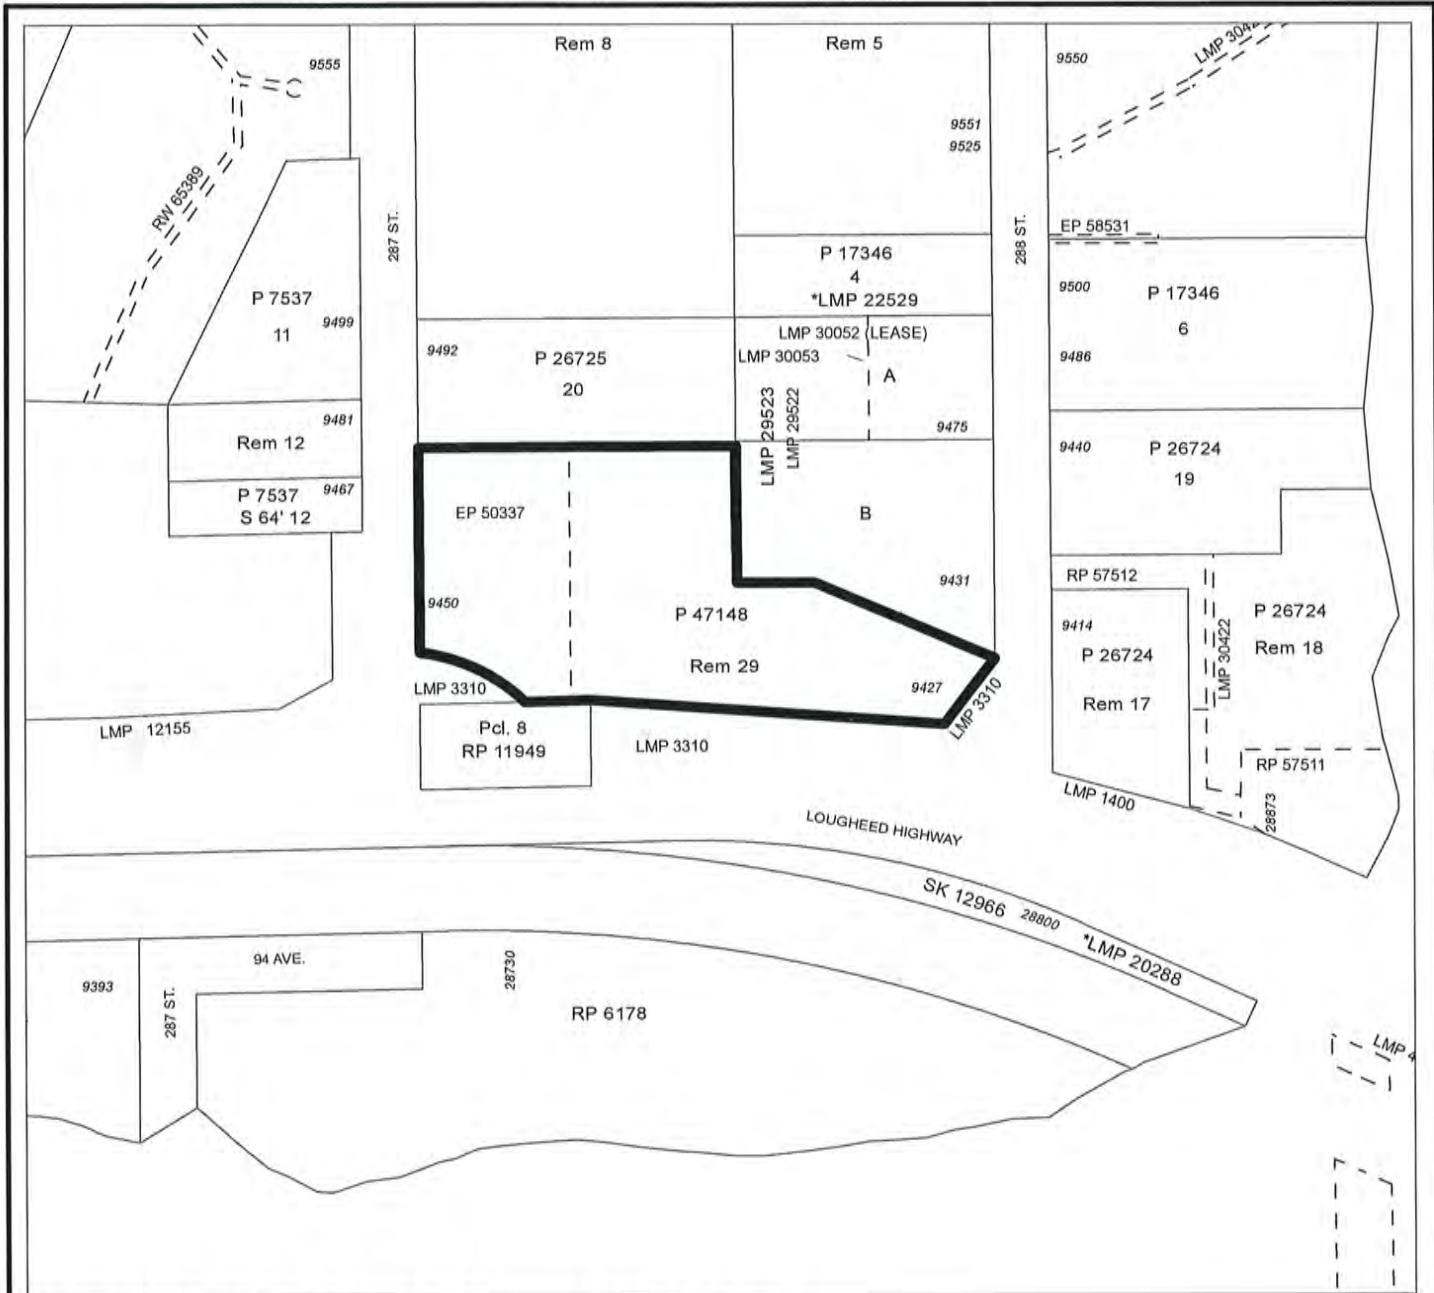 Rem 8
Rem 5
9555
9550
9551
9525
RW 65389
287 ST.
288 ST.
EP 58531
P 17346
4
*LMP 22529
9500
P 17346
6
9486
P 7537
11
9499
9492
P 26725
20
LMP 30052 (LEASE)
LMP 30053
A
LMP 29523
LMP 29522
9475
9481
Rem 12
9440
P 26724
19
P 7537
9467
S 64' 12
EP 50337
B
9450
9431
RP 57512
P 47148
Rem 29
9427
9414
P 26724
Rem 17
LMP 30422
P 26724
Rem 18
LMP 3310
LMP 3310
Pcl. 8
RP 11949
LMP 3310
LMP 12155
RP 57511
LMP 1400
28873
LOUGHEED HIGHWAY
SK 12966
28800
*LMP 20288
94 AVE.
9393
287 ST.
28730
RP 6178
LMP 4